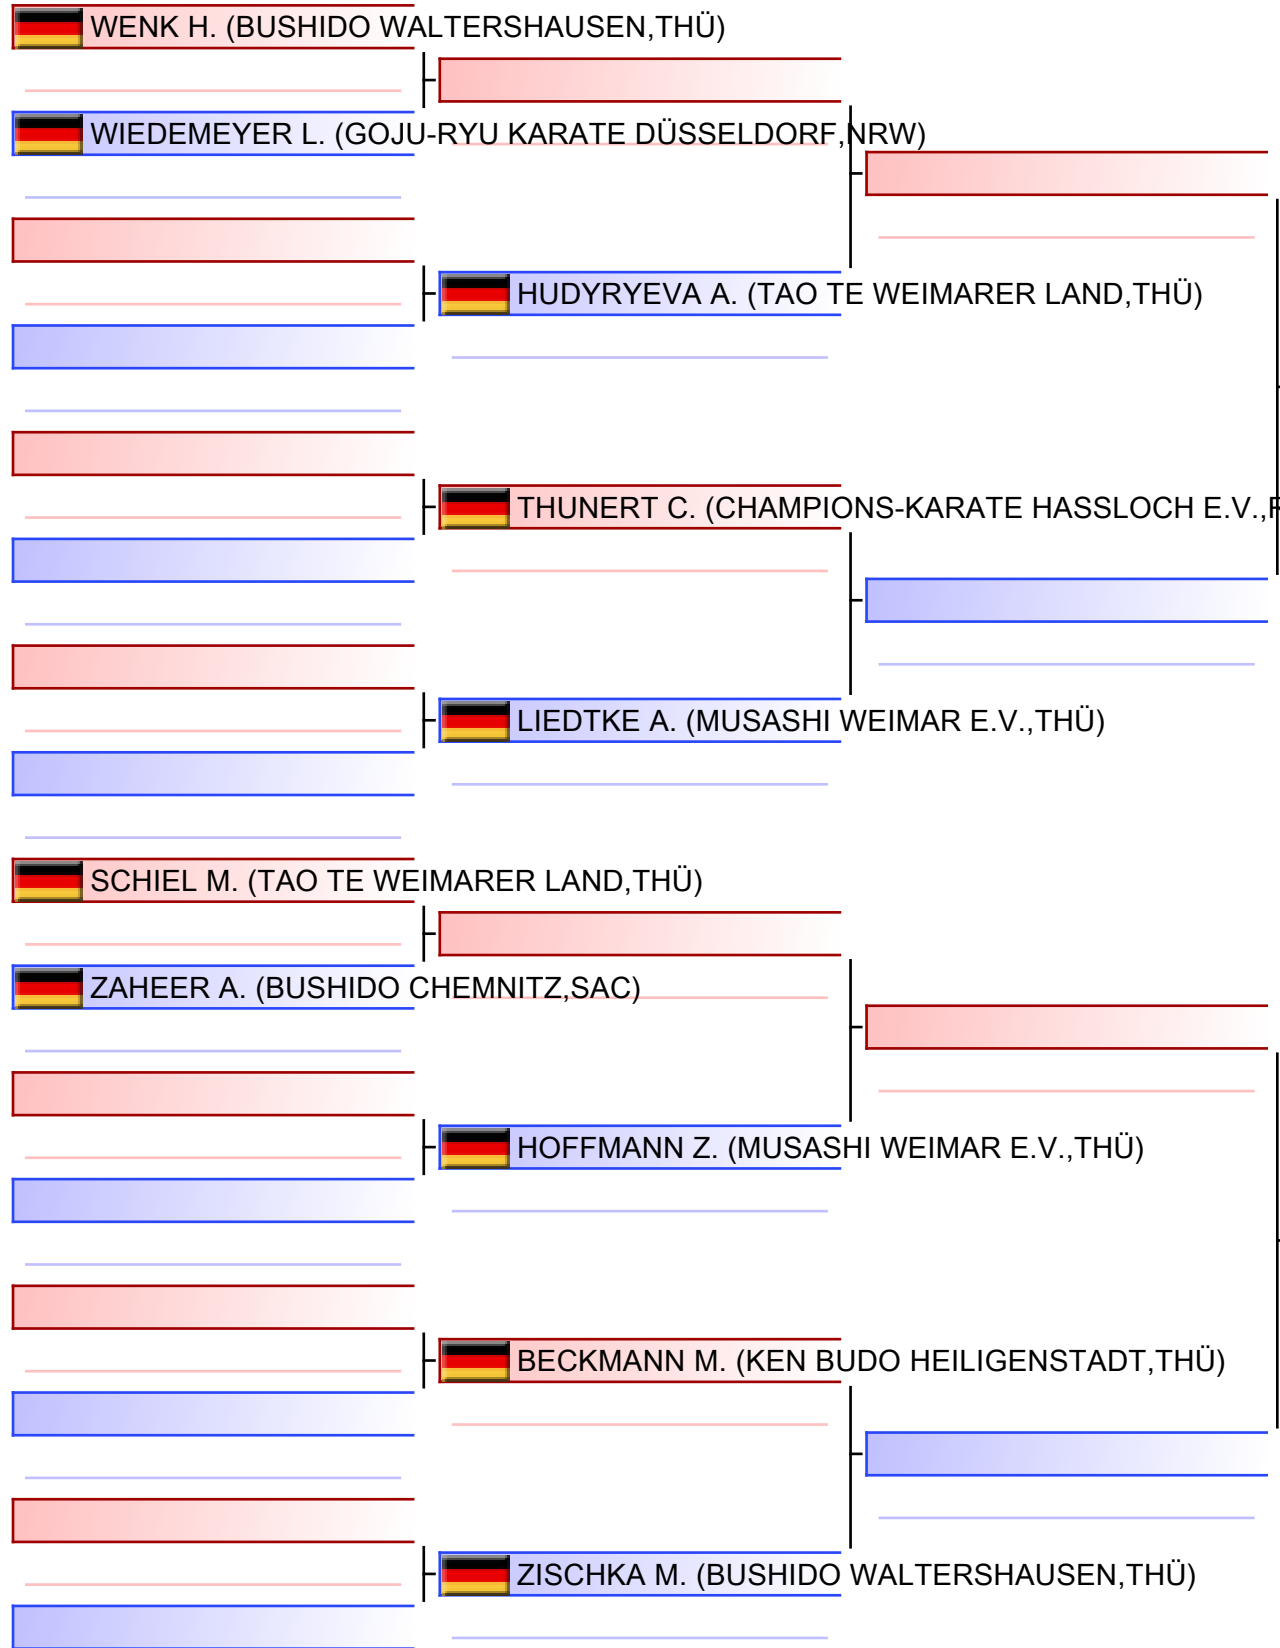 WENK H. (BUSHIDO WALTERSHAUSEN,THÜ)
WIEDEMEYER L. (GOJU-RYU KARATE DÜSSELDORF,NRW)
HUDYRYEVA A. (TAO TE WEIMARER LAND,THÜ)
THUNERT C. (CHAMPIONS-KARATE HASSLOCH E.V.,
LIEDTKE A. (MUSASHI WEIMAR E.V.,THÜ)
SCHIEL M. (TAO TE WEIMARER LAND,THÜ)
ZAHEER A. (BUSHIDO CHEMNITZ,SAC)
HOFFMANN Z. (MUSASHI WEIMAR E.V.,THÜ)
BECKMANN M. (KEN BUDO HEILIGENSTADT,THÜ)
ZISCHKA M. (BUSHIDO WALTERSHAUSEN,THÜ)